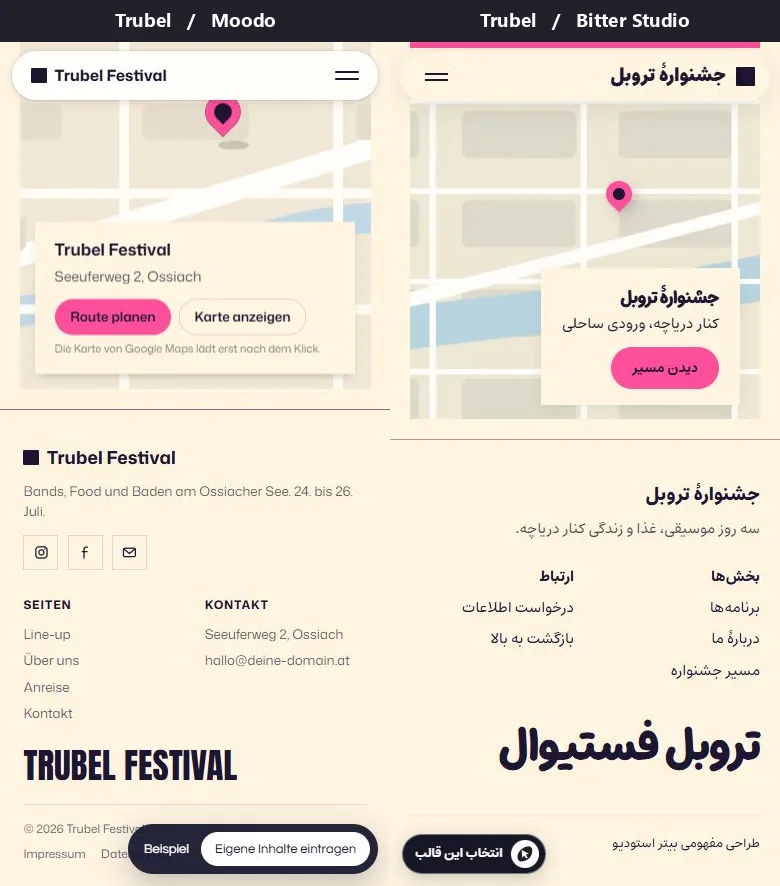 Trubel / Moodo
Trubel / Bitter Studio
Trubel Festival
Trubel Festival
Seeuferweg 2, Ossiach
Route planen
Karte anzeigen
Die Karte von Google Maps lädt erst nach dem Klick.
Trubel Festival
Bands, Food und Baden am Ossiacher See. 24. bis 26.
Juli.
SEITEN
Line-up
Über uns
Anreise
Kontakt
KONTAKT
Seeuferweg 2, Ossiach
hallo@deine-domain.at
TRUBEL FESTIVAL
© 2026 Trubel Festival
Impressum
Beispiel
Eigene Inhalte eintragen
جشنوارهٔ تروبل
جشنوارهٔ تروبل
کنار دریاچه، ورودی ساحلی
دیدن مسیر
جشنوارهٔ تروبل
سه روز موسیقی، غذا و زندگی کنار دریاچه.
بخش‌ها
برنامه‌ها
دربارهٔ ما
مسیر جشنواره
ارتباط
درخواست اطلاعات
بازگشت به بالا
تروبل فستیوال
طراحی مفهومی بیتر استودیو
انتخاب این قالب